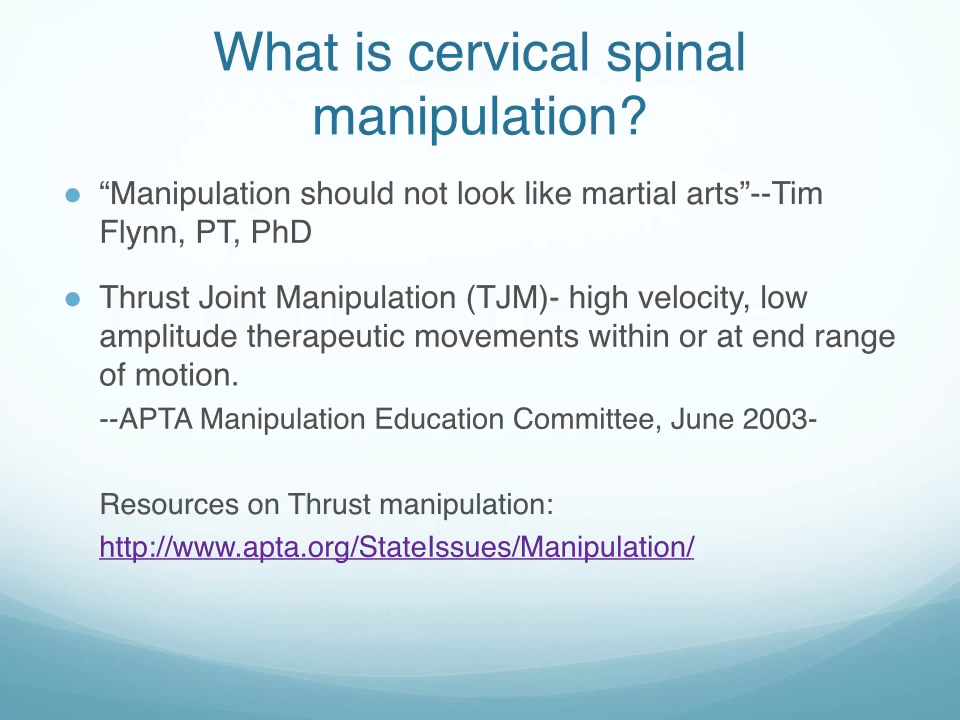 What is cervical spinal
manipulation?
● “Manipulation should not look like martial arts”--Tim
Flynn, PT, PhD
● Thrust Joint Manipulation (TJM)- high velocity, low
amplitude therapeutic movements within or at end range
of motion.
--APTA Manipulation Education Committee, June 2003-
Resources on Thrust manipulation:
http://www.apta.org/StateIssues/Manipulation/